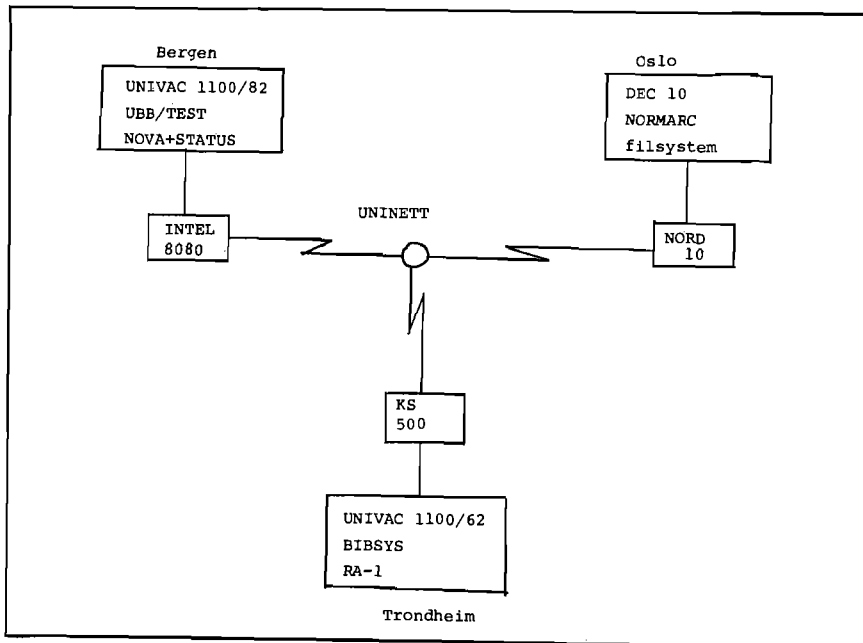 Bergen
UNIVAC 1100/82
UBB/TEST
NOVA+STATUS
INTEL
8080
UNINETT
Oslo
DEC 10
NORMARC
filsystem
NORD
10
KS
500
UNIVAC 1100/62
BIBSYS
RA-1
Trondheim